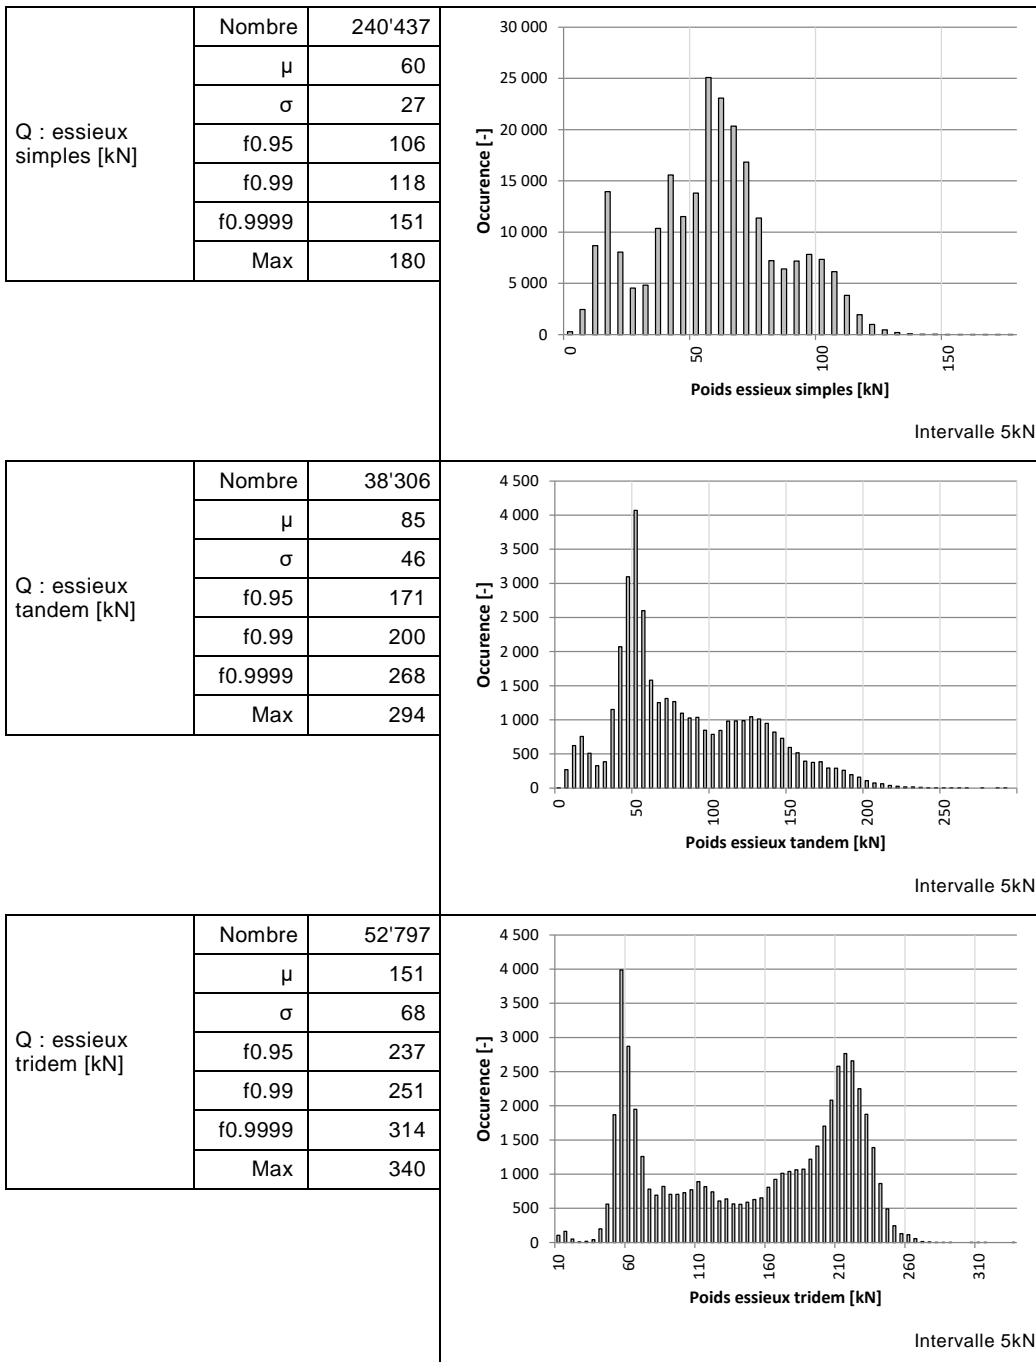 Q : essieux
simples [kN]
Nombre 240'437
µ 60
σ 27
f0.95 106
f0.99 118
f0.9999 151
Max 180
30 000
25 000
20 000
15 000
10 000
5 000
0
Occurence [-]
0 50 100 150
Poids essieux simples [kN]
Intervalle 5kN
Q : essieux
tandem [kN]
Nombre 38'306
µ 85
σ 46
f0.95 171
f0.99 200
f0.9999 268
Max 294
4 500
4 000
3 500
3 000
2 500
2 000
1 500
1 000
500
0
Occurence [-]
0 50 100 150 200 250
Poids essieux tandem [kN]
Intervalle 5kN
Q : essieux
tridem [kN]
Nombre 52'797
µ 151
σ 68
f0.95 237
f0.99 251
f0.9999 314
Max 340
4 500
4 000
3 500
3 000
2 500
2 000
1 500
1 000
500
0
Occurence [-]
10 60 110 160 210 260 310
Poids essieux tridem [kN]
Intervalle 5kN